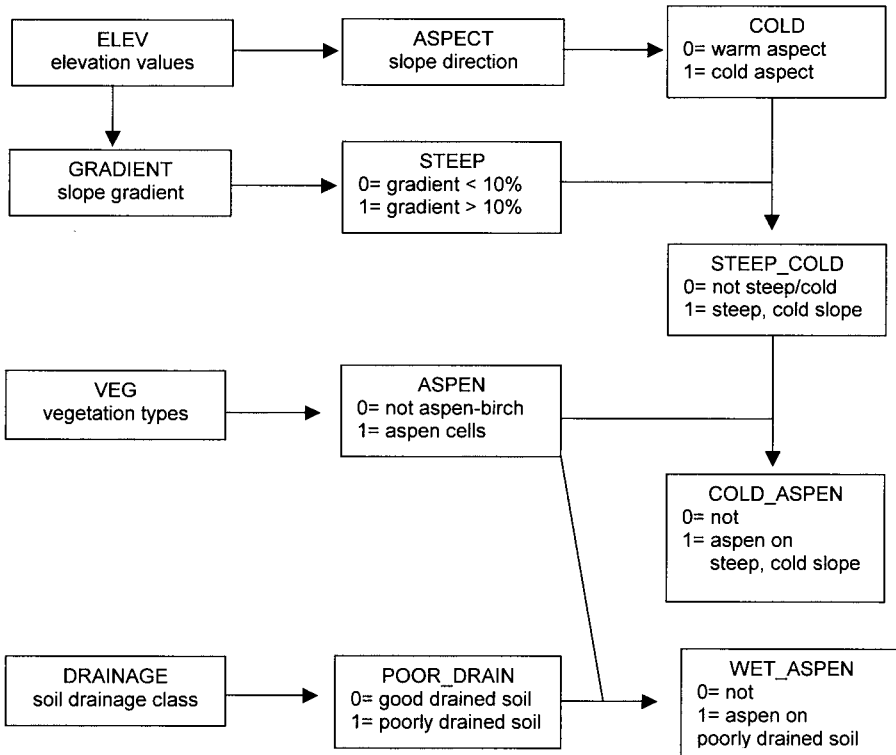 ELEV
elevation values
ASPECT
slope direction
COLD
0= warm aspect
1= cold aspect
GRADIENT
slope gradient
STEEP
0= gradient < 10%
1= gradient > 10%
STEEP_COLD
0= not steep/cold
1= steep, cold slope
VEG
vegetation types
ASPEN
0= not aspen-birch
1= aspen cells
COLD_ASPEN
0= not
1= aspen on
steep, cold slope
DRAINAGE
soil drainage class
POOR_DRAIN
0= good drained soil
1= poorly drained soil
WET_ASPEN
0= not
1= aspen on
poorly drained soil